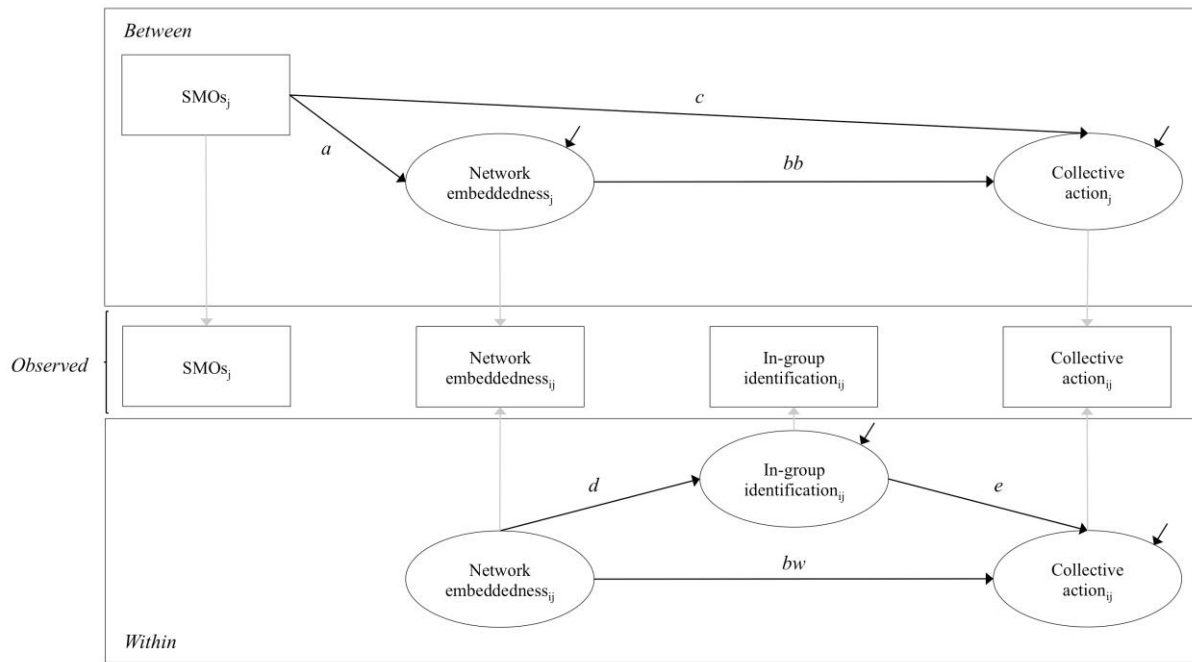 Between
SMOsj
c
a
Network
embeddednessj
bb
Collective
actionj
Observed
SMOsj
Network
embeddednessij
In-group
identificationij
Collective
actionij
In-group
identificationij
d
e
Network
embeddednessij
bw
Collective
actionij
Within